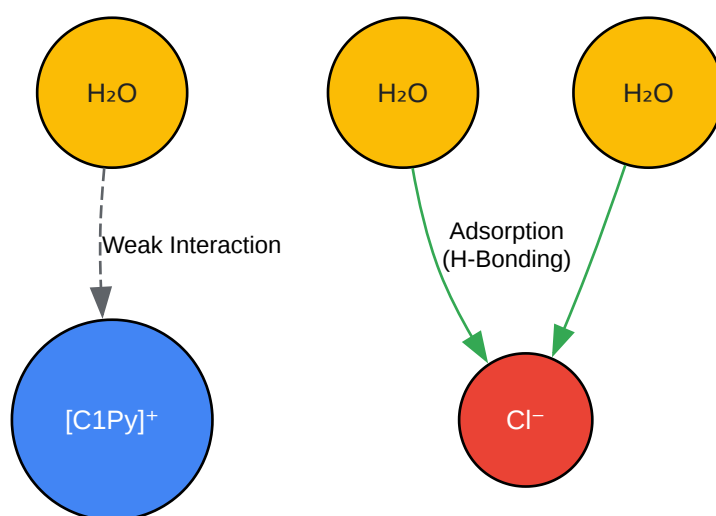 H₂O
H₂O
H₂O
Weak Interaction
Adsorption
(H-Bonding)
[C1Py]⁺
Cl⁻